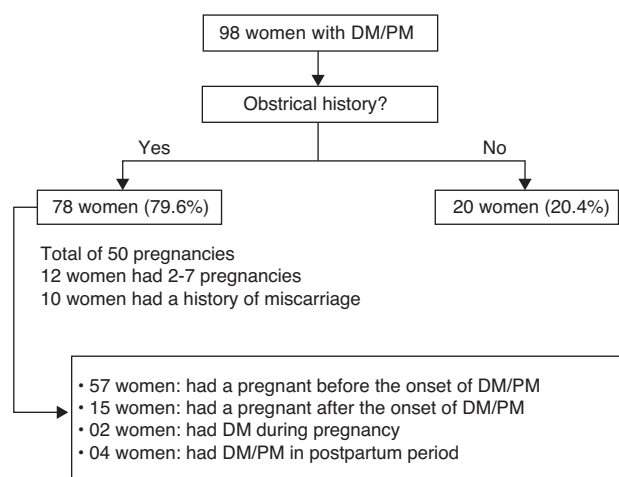 98 women with DM/PM
Obstrical history?
Yes
No
78 women (79.6%)
20 women (20.4%)
Total of 50 pregnancies
12 women had 2-7 pregnancies
10 women had a history of miscarriage
• 57 women: had a pregnant before the onset of DM/PM
• 15 women: had a pregnant after the onset of DM/PM
• 02 women: had DM during pregnancy
• 04 women: had DM/PM in postpartum period